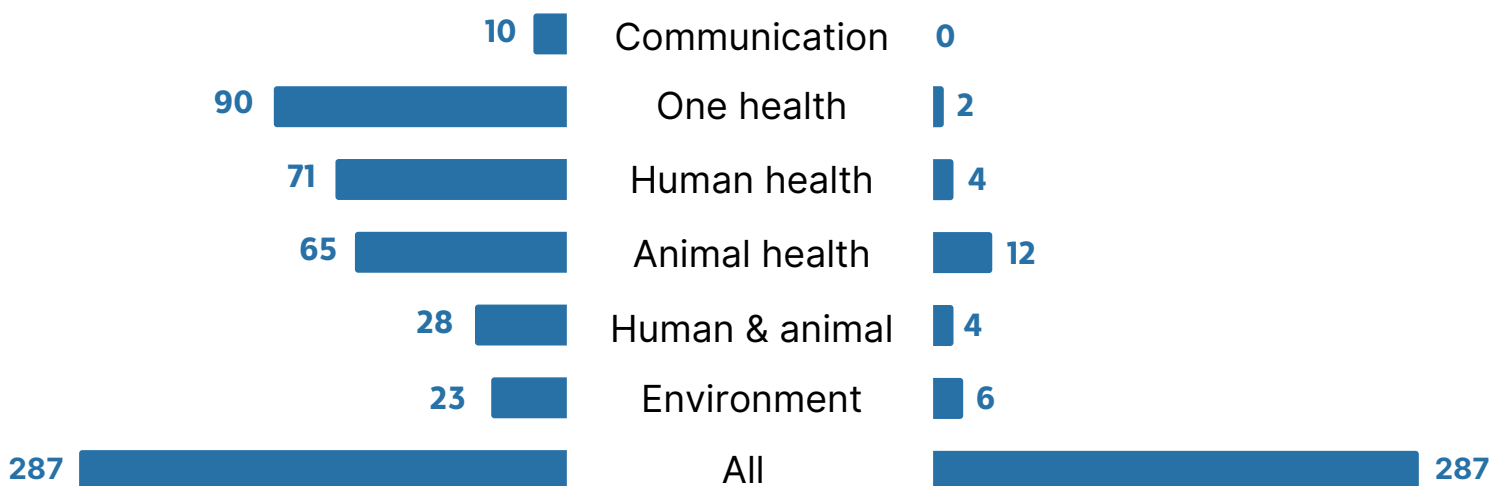 10 Communication 0
90 One health 2
71 Human health 4
65 Animal health 12
28 Human & animal 4
23 Environment 6
287 All 287